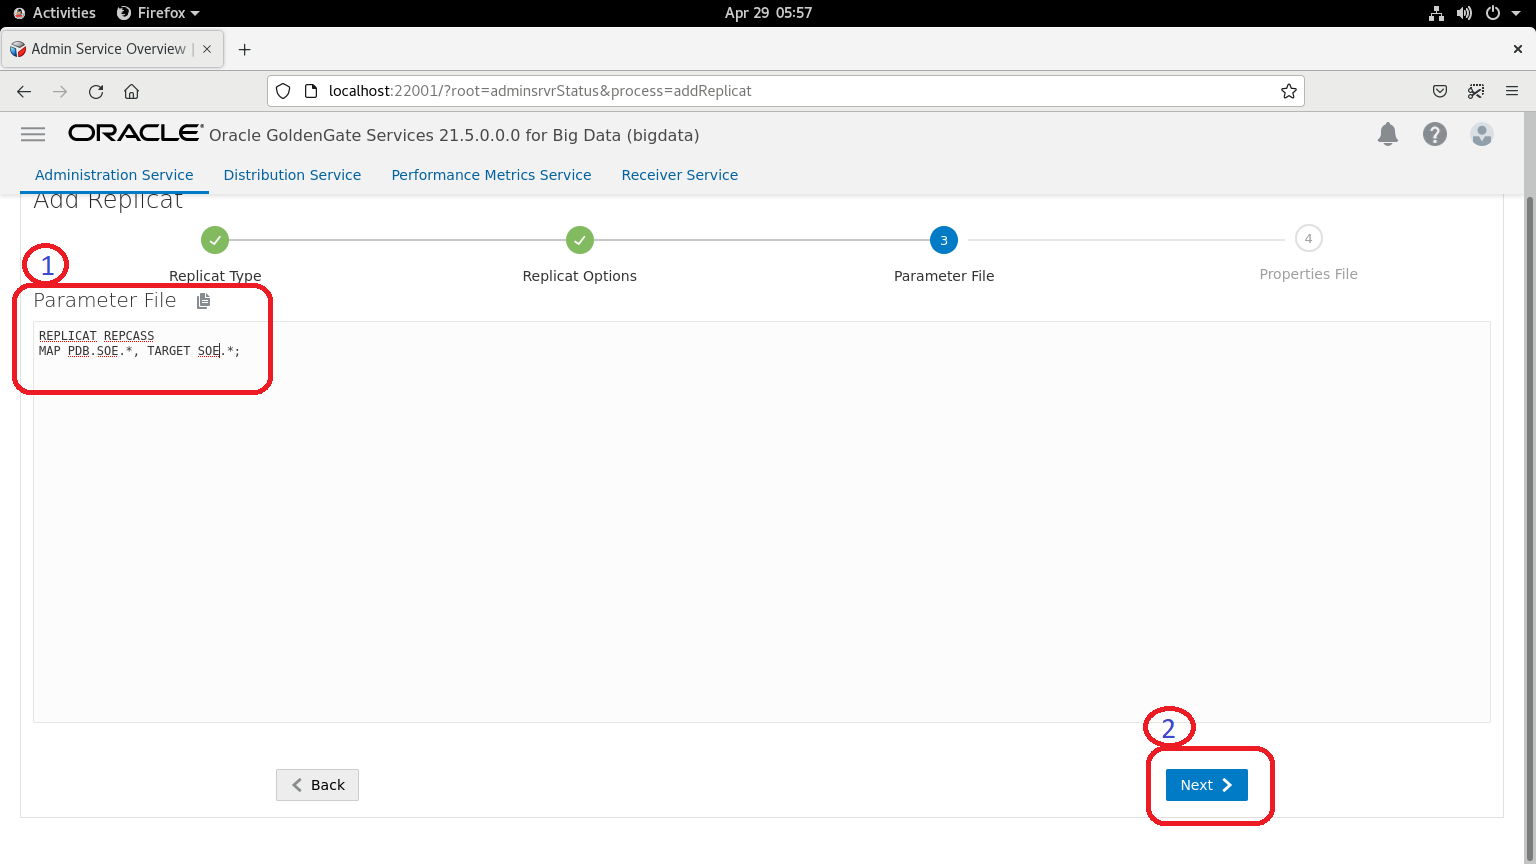 Activities Firefox Apr 29 05:57
Admin Service Overview
localhost:22001/?root=adminsrvrStatus&process=addReplicat
ORACLE Oracle GoldenGate Services 21.5.0.0.0 for Big Data (bigdata)
Administration Service Distribution Service Performance Metrics Service Receiver Service
Add Replicat
3 4
Replicat Type Replicat Options Parameter File Properties File
1
Parameter File
REPLICAT REPCASS
MAP PDB.SOE.*, TARGET SOE.*;
2
Back Next